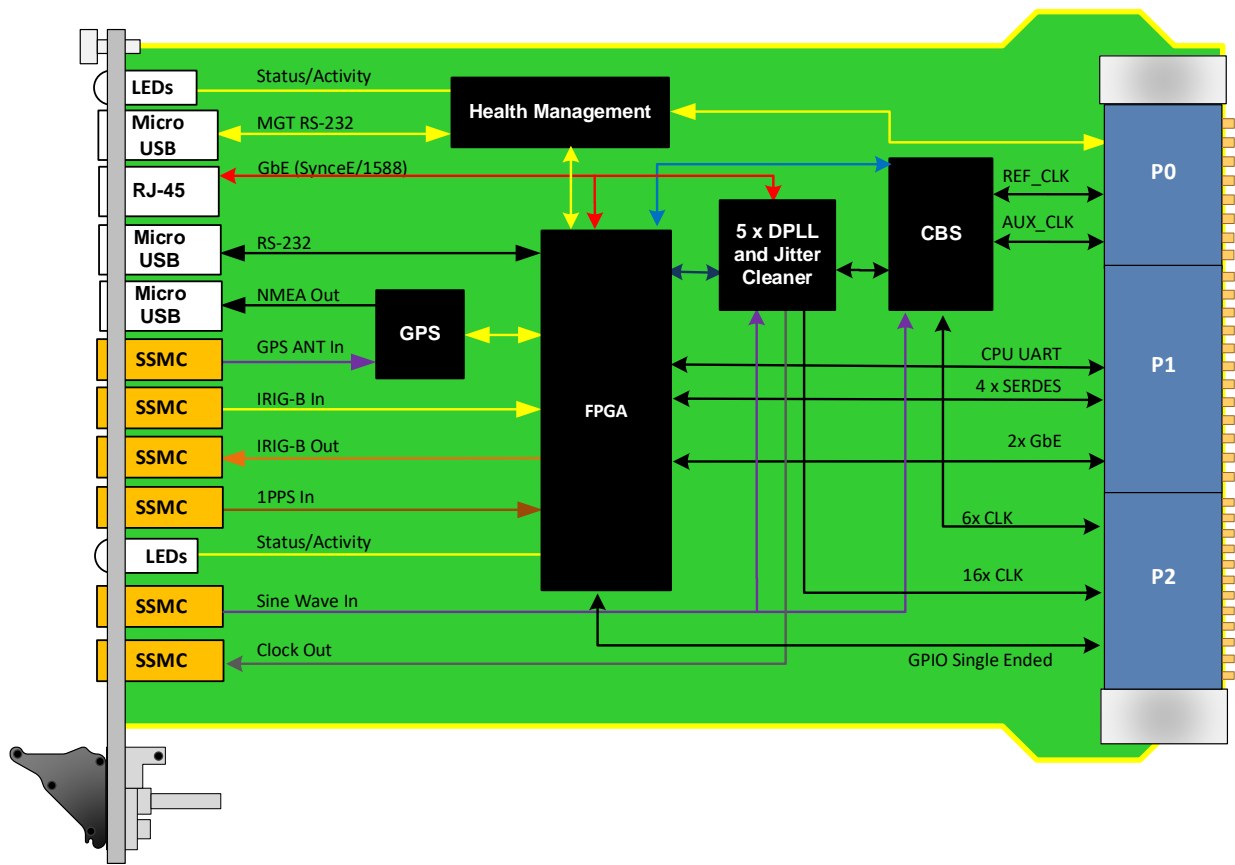 LEDs
Status/Activity
Health Management
Micro
USB
MGT RS-232
RJ-45
GbE (SynceE/1588)
P0
REF_CLK
AUX_CLK
CBS
5 x DPLL
and Jitter
Cleaner
Micro
USB
RS-232
Micro
USB
NMEA Out
GPS
SSMC
GPS ANT In
CPU UART
P1
4 x SERDES
SSMC
IRIG-B In
FPGA
SSMC
IRIG-B Out
2x GbE
SSMC
1PPS In
6x CLK
LEDs
Status/Activity
16x CLK
P2
SSMC
Sine Wave In
SSMC
Clock Out
GPIO Single Ended